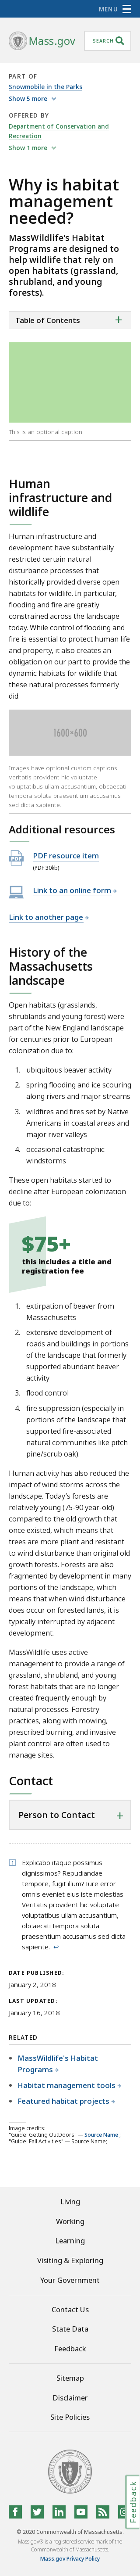 MENU
Mass.gov
SEARCH
PART OF
Snowmobile in the Parks
Show 5 more
OFFERED BY
Department of Conservation and
Recreation
Show 1 more
Why is habitat
management
needed?
MassWildlife's Habitat
Programs are designed to
help wildlife that rely on
open habitats (grassland,
shrubland, and young
forests).
Table of Contents
This is an optional caption
Human
infrastructure and
wildlife
Human infrastructure and
development have substantially
restricted certain types of natural
disturbance processes that
historically provided diverse open
habitats for wildlife. In particular,
flooding and fire are greatly
constrained across the landscape
today. While control of flooding and
fire is essential to protect human life
and property, it also places an
obligation on our part to provide the
dynamic habitats for wildlife that
these natural processes formerly
did.
1600×600
Images have optional custom captions
Veritatis provident hic voluptate
voluptatibus ullam accusantium, obcaecati
tempora soluta praesentium accusamus
sed dicta sapiente.
Additional resources
PDF resource item
(PDF 30kb)
Link to an online form
Link to another page
History of the
Massachusetts
landscape
Open habitats (grasslands,
shrublands and young forest) were
part of the New England landscape
for centuries prior to European
colonization due to:
1. ubiquitous beaver activity
2. spring flooding and ice scouring
along rivers and major streams
3. wildfires and fires set by Native
Americans in coastal areas and
major river valleys
4. occasional catastrophic
windstorms
These open habitats started to
decline after European colonization
due to:
$75+
this includes a title and
registration fee
1. extirpation of beaver from
Massachusetts
2. extensive development of
roads and buildings in portions
of the landscape that formerly
supported abundant beaver
activity
3. flood control
4. fire suppression (especially in
portions of the coastal
landscape that historically
supported fire-influenced
natural communities like pitch
pine/scrub oak).
Human activity has also reduced the
impact of wind storms across the
landscape. Today's forests are
relatively young (75-90 year-old)
compared to the old growth that
once existed, worldwide. Younger
trees are more pliant and resistant
to wind disturbance than original
old-growth forests. In effect, the
level of disturbance from wind that
was characteristic, worldwide, when
beaver were abundant, wind disturbance
does not occur on forested lands; it
is typically replaced by development.
MassWildlife uses active
management to provide a range of
grassland, shrubland, and young
forest habitats that are no longer
created frequently enough by
natural processes. Forestry
practices, along with mowing,
prescribed burning, and invasive
plant control are often used to
manage sites.
Contact
Person to Contact
1 Explicabo itaque possimus
dignissimos? Repudiandae
tempore, fugit illum? Iure error
omnis eveniet eius iste molestias.
Veritatis provident hic voluptate
voluptatibus ullam accusantium,
obcaecati tempora soluta
praesentium accusamus sed dicta
sapiente. ↩
DATE PUBLISHED:
January 2, 2018
LAST UPDATED:
January 16, 2018
RELATED
MassWildlife's Habitat
Programs
Habitat management tools
Featured habitat projects
Image credits:
"Guide: Getting OutDoors" — Source Name;
"Guide: Fall Activities" — Source Name;
Living
Working
Learning
Visiting & Exploring
Your Government
Contact Us
State Data
Feedback
Sitemap
Disclaimer
Site Policies
Feedback
© 2020 Commonwealth of Massachusetts.
Mass.gov® is a registered service mark of the
Commonwealth of Massachusetts.
Mass.gov Privacy Policy